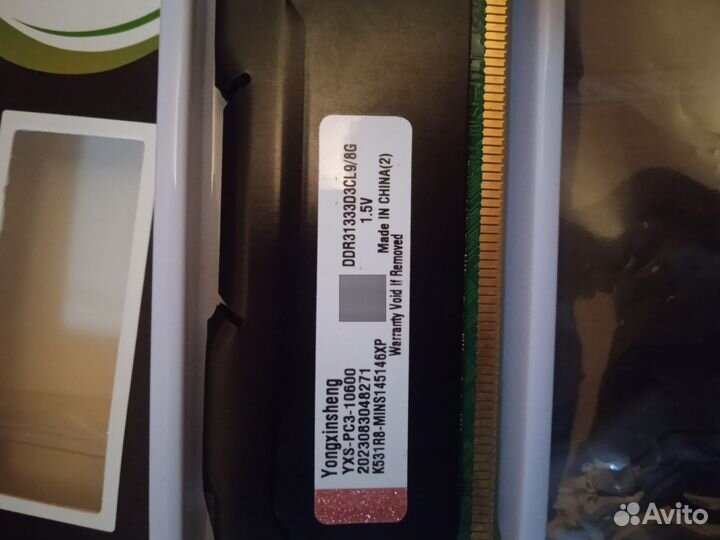 Yongxinsheng
YXS-PC3-10600
2023083048271
K531R8-MINS145146XP
DDR31333D3CL9/8G
1.5V
Made IN CHINA(2)
Warranty Void If Removed
Avito